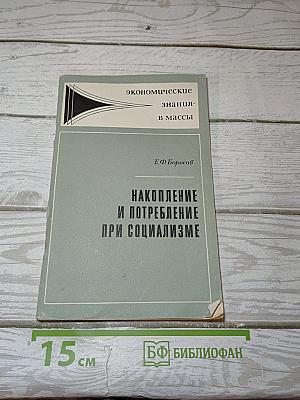 экономические
знания-
в массы
Е.Ф.Борисов
НАКОПЛЕНИЕ
И ПОТРЕБЛЕНИЕ
ПРИ СОЦИАЛИЗМЕ
15 см
БФ БИБЛИОФАН